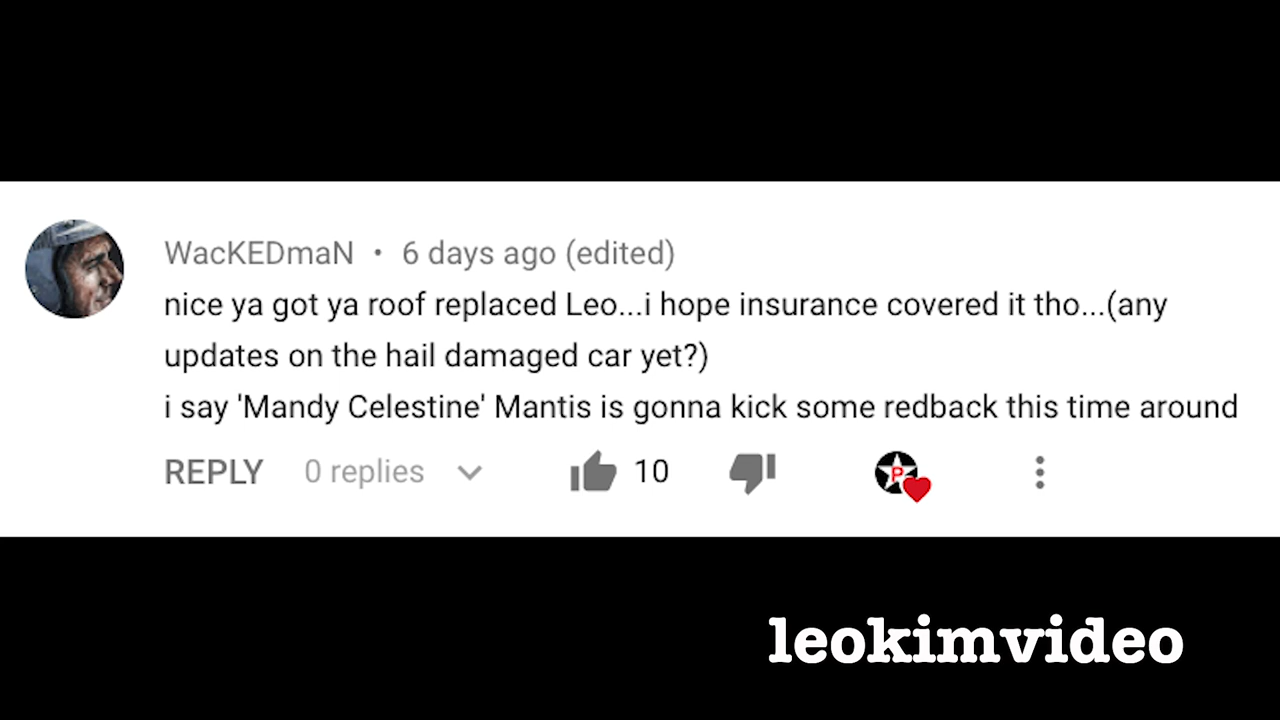 WacKEDmaN • 6 days ago (edited)
nice ya got ya roof replaced Leo...i hope insurance covered it tho...(any
updates on the hail damaged car yet?)
i say 'Mandy Celestine' Mantis is gonna kick some redback this time around
REPLY 0 replies 10 P
leokimvideo